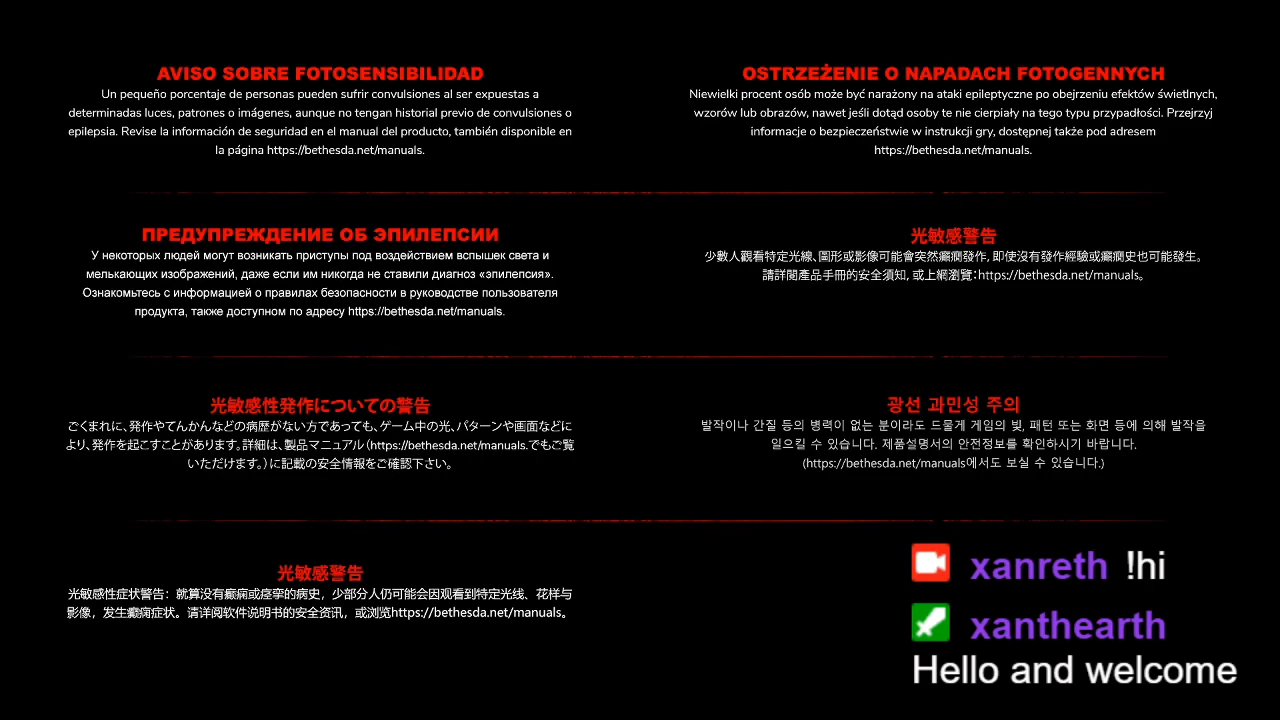 AVISO SOBRE FOTOSENSIBILIDAD
Un pequeño porcentaje de personas pueden sufrir convulsiones al ser expuestas a
determinadas luces, patrones o imágenes, aunque no tengan historial previo de convulsiones o
epilepsia. Revise la información de seguridad en el manual del producto, también disponible en
la página https://bethesda.net/manuals.
OSTRZEŻENIE O NAPADACH FOTOGENNYCH
Niewielki procent osób może być narażony na ataki epileptyczne po obejrzeniu efektów świetlnych,
wzorów lub obrazów, nawet jeśli dotąd osoby te nie cierpiały na tego typu przypadłości. Przejrzyj
informacje o bezpieczeństwie w instrukcji gry, dostępnej także pod adresem
https://bethesda.net/manuals.
ПРЕДУПРЕЖДЕНИЕ ОБ ЭПИЛЕПСИИ
У некоторых людей могут возникать приступы под воздействием вспышек света и
мелькающих изображений, даже если им никогда не ставили диагноз «эпилепсия».
Ознакомьтесь с информацией о правилах безопасности в руководстве пользователя
продукта, также доступном по адресу https://bethesda.net/manuals.
光敏感警告
少數人觀看特定光線、圖形或影像可能會突然癲癇發作，即使沒有發作經驗或癲癇史也可能發生。
請詳閱產品手冊的安全須知，或上網瀏覽：https://bethesda.net/manuals。
光敏感性発作についての警告
ごくまれに、発作やてんかんなどの病歴がない方であっても、ゲーム中の光、パターンや画面などに
より、発作を起こすことがあります。詳細は、製品マニュアル（https://bethesda.net/manuals.でもご覧
いただけます。）に記載の安全情報をご確認下さい。
광선 과민성 주의
발작이나 간질 등의 병력이 없는 분이라도 드물게 게임의 빛, 패턴 또는 화면 등에 의해 발작을
일으킬 수 있습니다. 제품설명서의 안전정보를 확인하시기 바랍니다.
(https://bethesda.net/manuals에서도 보실 수 있습니다.)
光敏感警告
光敏感性症状警告：就算没有癫痫或痉挛的病史，少部分人仍可能会因观看到特定光线、花样与
影像，发生癫痫症状。请详阅软件说明书的安全资讯，或浏览https://bethesda.net/manuals。
xanreth !hi
xanthearth
Hello and welcome